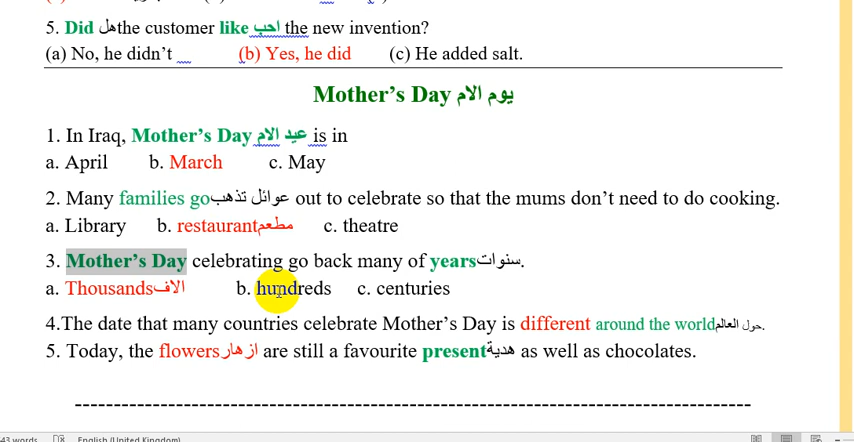 5. Did هل the customer like احب the new invention?
(a) No, he didn't (b) Yes, he did (c) He added salt.
Mother's Day يوم الام
1. In Iraq, Mother's Day عيد الام is in
a. April b. March c. May
2. Many families go عوائل تذهب out to celebrate so that the mums don't need to do cooking.
a. Library b. restaurant مطعم c. theatre
3. Mother's Day celebrating go back many of years سنوات.
a. Thousands الاف b. hundreds c. centuries
4.The date that many countries celebrate Mother's Day is different around the world حول العالم.
5. Today, the flowers ازهار are still a favourite present هدية as well as chocolates.
--------------------------------------------------------------------------------
43 words English (United Kingdom)